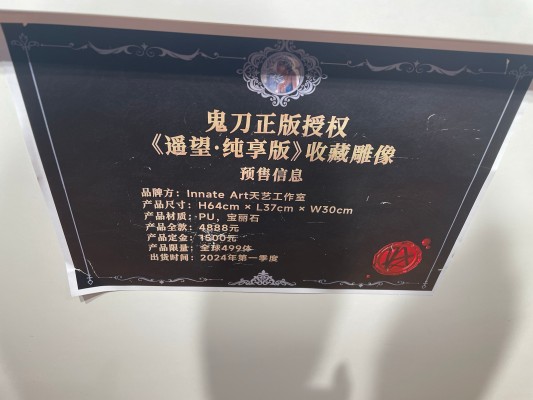 鬼刀正版授权
《遥望·纯享版》收藏雕像
预售信息
品牌方：Innate Art天艺工作室
产品尺寸：H64cm × L37cm × W30cm
产品材质：PU，宝丽石
产品全款：4888元
产品定金：1500元
产品限量：全球499体
出货时间：2024年第一季度